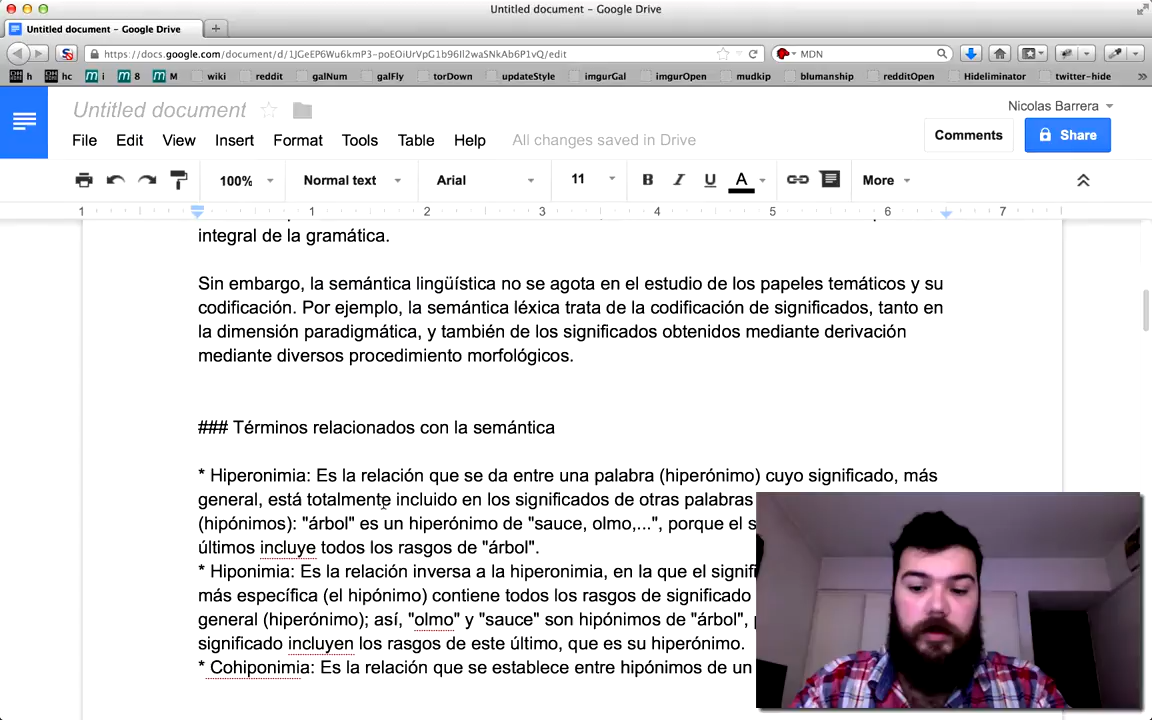 Untitled document - Google Drive
Untitled document - Google Drive
https://docs.google.com/document/d/1JGeEP6Wu6kmP3-poEOiUrVpG1b96Il2waSNkAb6P1vQ/edit
MDN
h hc i 8 M wiki reddit galNum galFly torDown updateStyle imgurGal imgurOpen mudkip blumanship redditOpen Hideliminator twitter-hide
Untitled document
Nicolas Barrera
File Edit View Insert Format Tools Table Help All changes saved in Drive
Comments Share
100% Normal text Arial 11 B I U A More
1 1 2 3 4 5 6 7
integral de la gramática.
Sin embargo, la semántica lingüística no se agota en el estudio de los papeles temáticos y su
codificación. Por ejemplo, la semántica léxica trata de la codificación de significados, tanto en
la dimensión paradigmática, y también de los significados obtenidos mediante derivación
mediante diversos procedimiento morfológicos.
### Términos relacionados con la semántica
* Hiperonimia: Es la relación que se da entre una palabra (hiperónimo) cuyo significado, más
general, está totalmente incluido en los significados de otras palabras
(hipónimos): "árbol" es un hiperónimo de "sauce, olmo,...", porque el s
últimos incluye todos los rasgos de "árbol".
* Hiponimia: Es la relación inversa a la hiperonimia, en la que el signifi
más específica (el hipónimo) contiene todos los rasgos de significado
general (hiperónimo); así, "olmo" y "sauce" son hipónimos de "árbol",
significado incluyen los rasgos de este último, que es su hiperónimo.
* Cohiponimia: Es la relación que se establece entre hipónimos de un